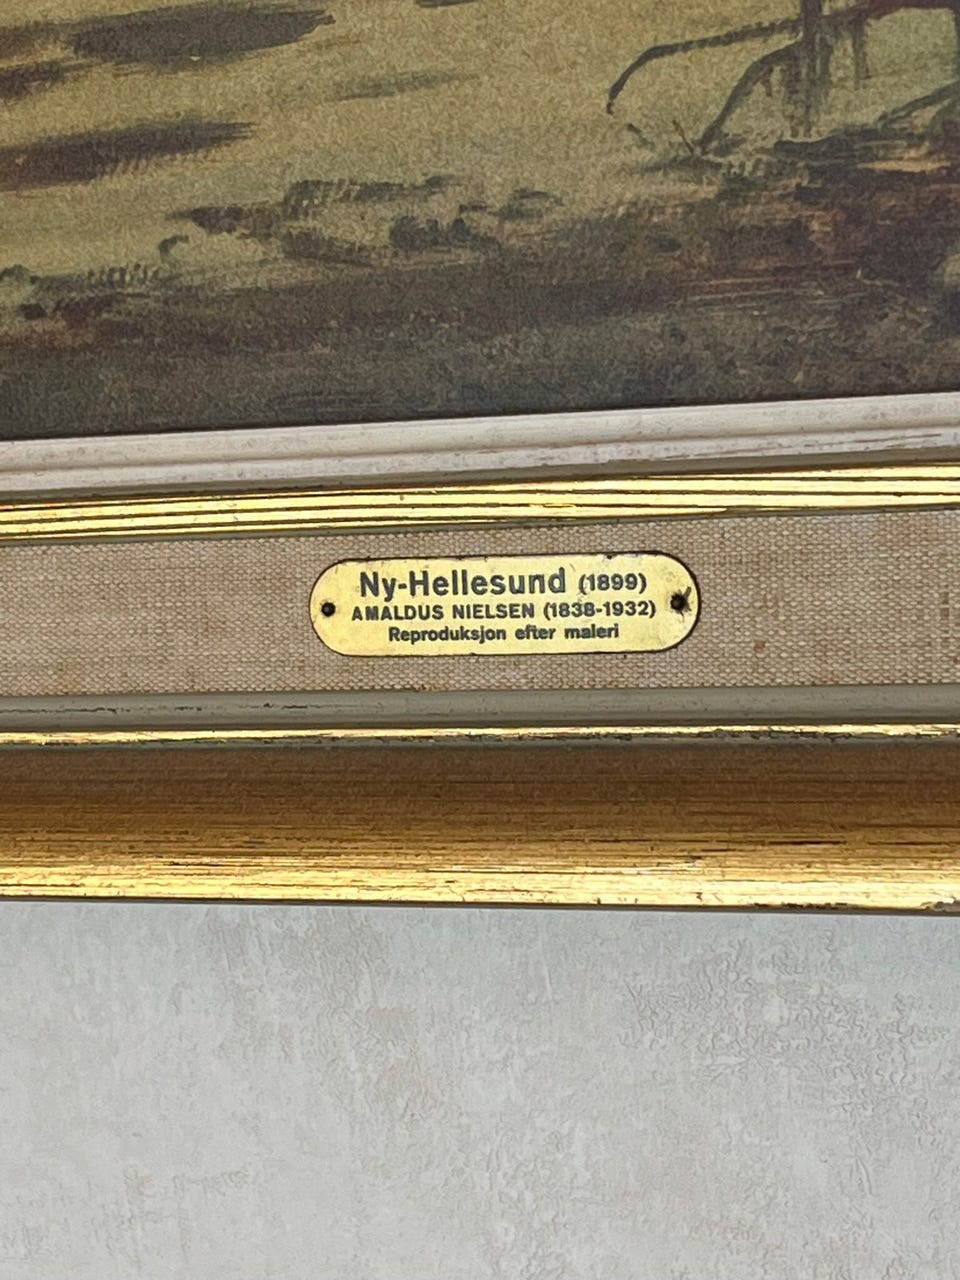 Ny-Hellesund (1899)
AMALDUS NIELSEN (1838-1932)
Reproduksjon efter maleri